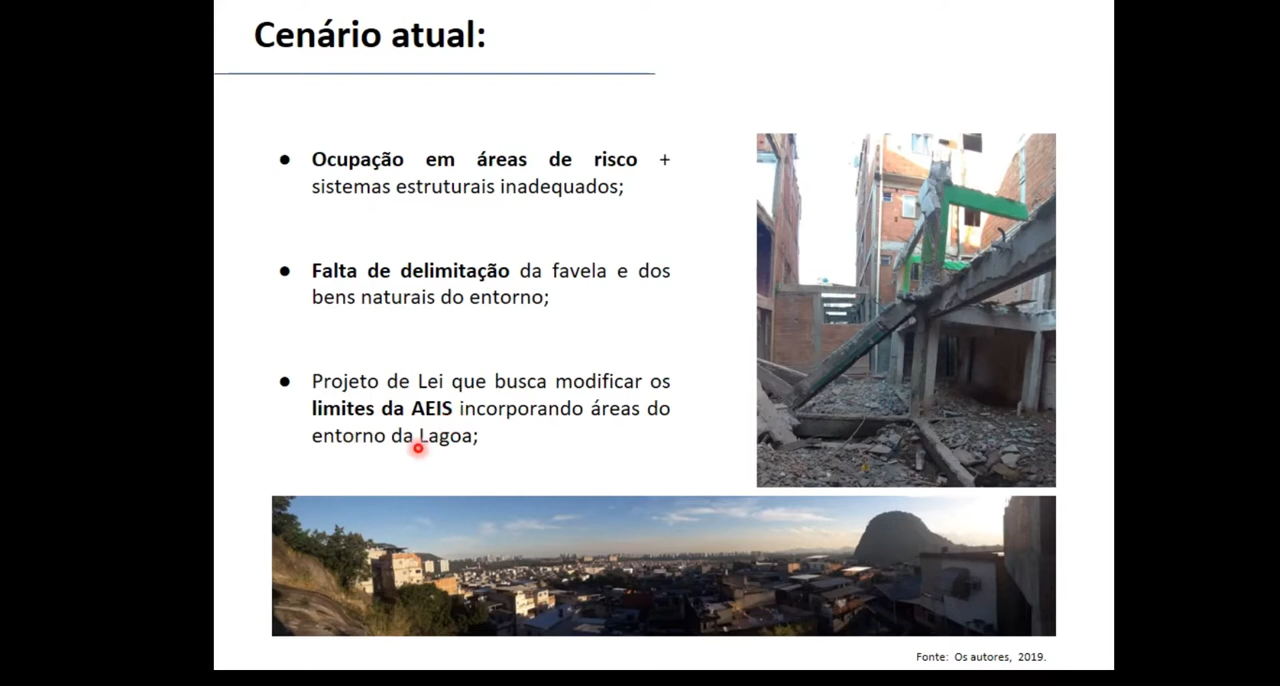 Cenário atual:
● Ocupação em áreas de risco +
sistemas estruturais inadequados;
● Falta de delimitação da favela e dos
bens naturais do entorno;
● Projeto de Lei que busca modificar os
limites da AEIS incorporando áreas do
entorno da Lagoa;
Fonte: Os autores, 2019.